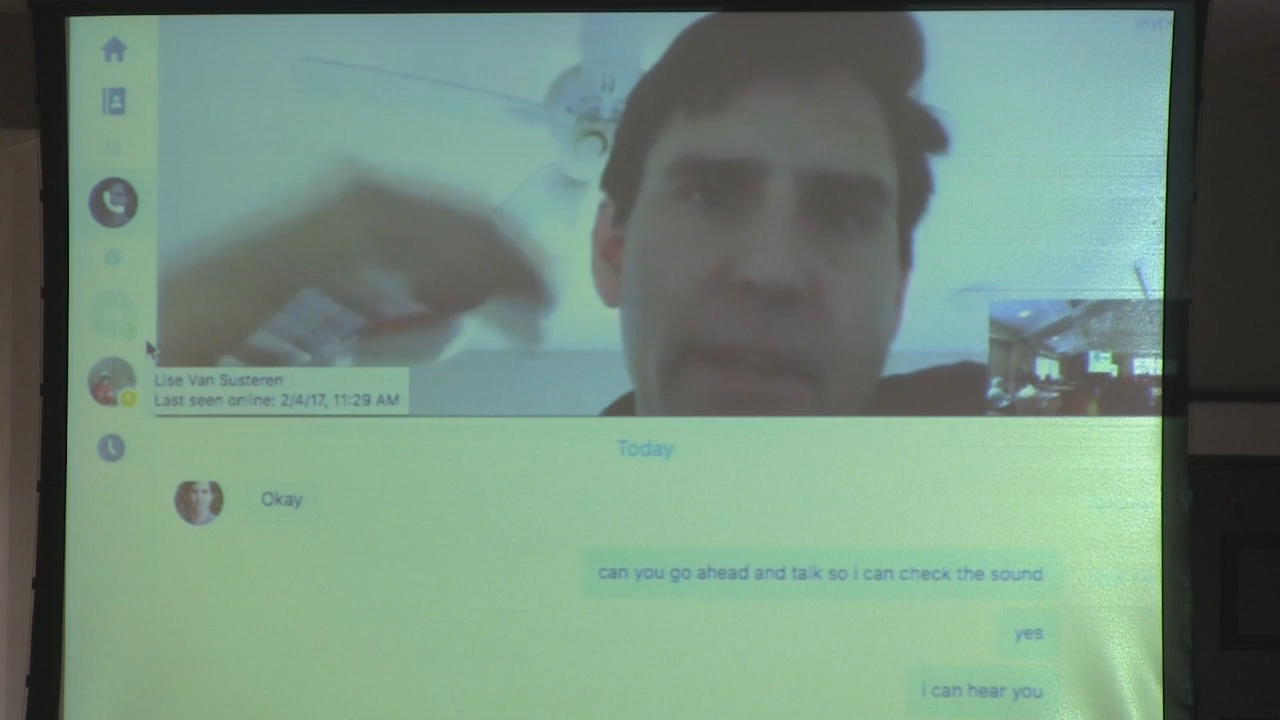 Lise Van Susteren
Last seen online: 2/4/17, 11:29 AM
Today
Okay
can you go ahead and talk so i can check the sound
yes
i can hear you